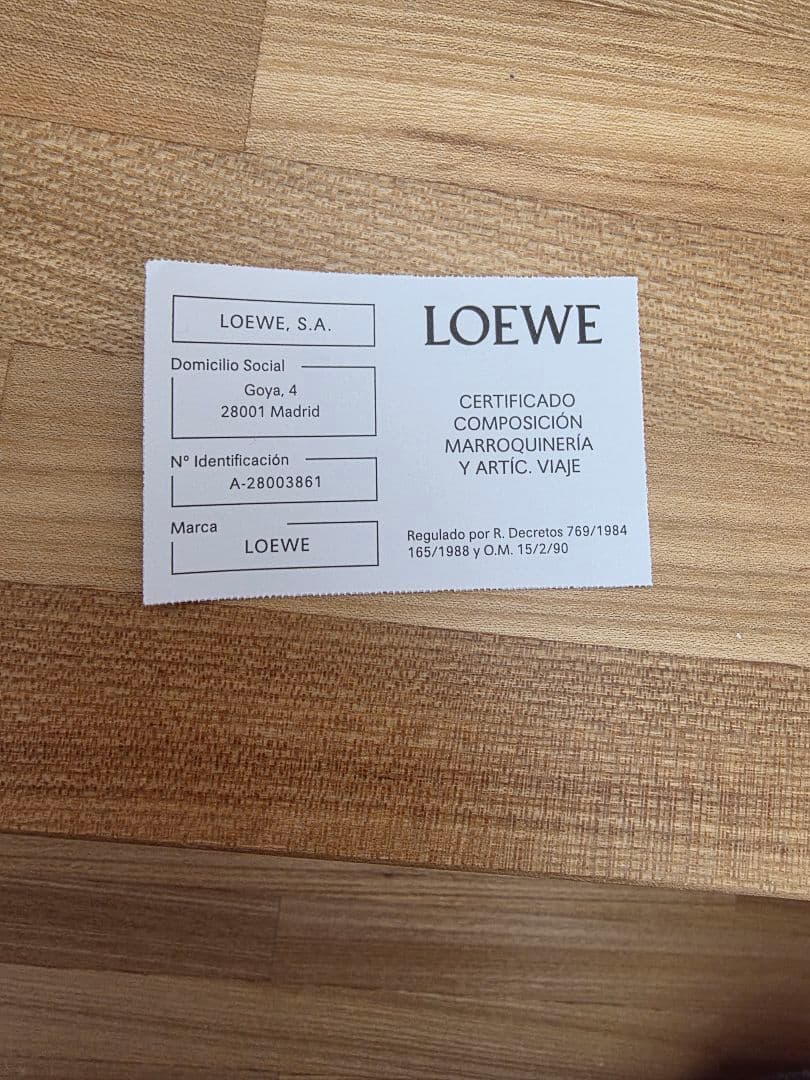 LOEWE, S.A.
Domicilio Social
Goya, 4
28001 Madrid
Nº Identificación
A-28003861
Marca
LOEWE
LOEWE
CERTIFICADO
COMPOSICIÓN
MARROQUINERÍA
Y ARTÍC. VIAJE
Regulado por R. Decretos 769/1984
165/1988 y O.M. 15/2/90